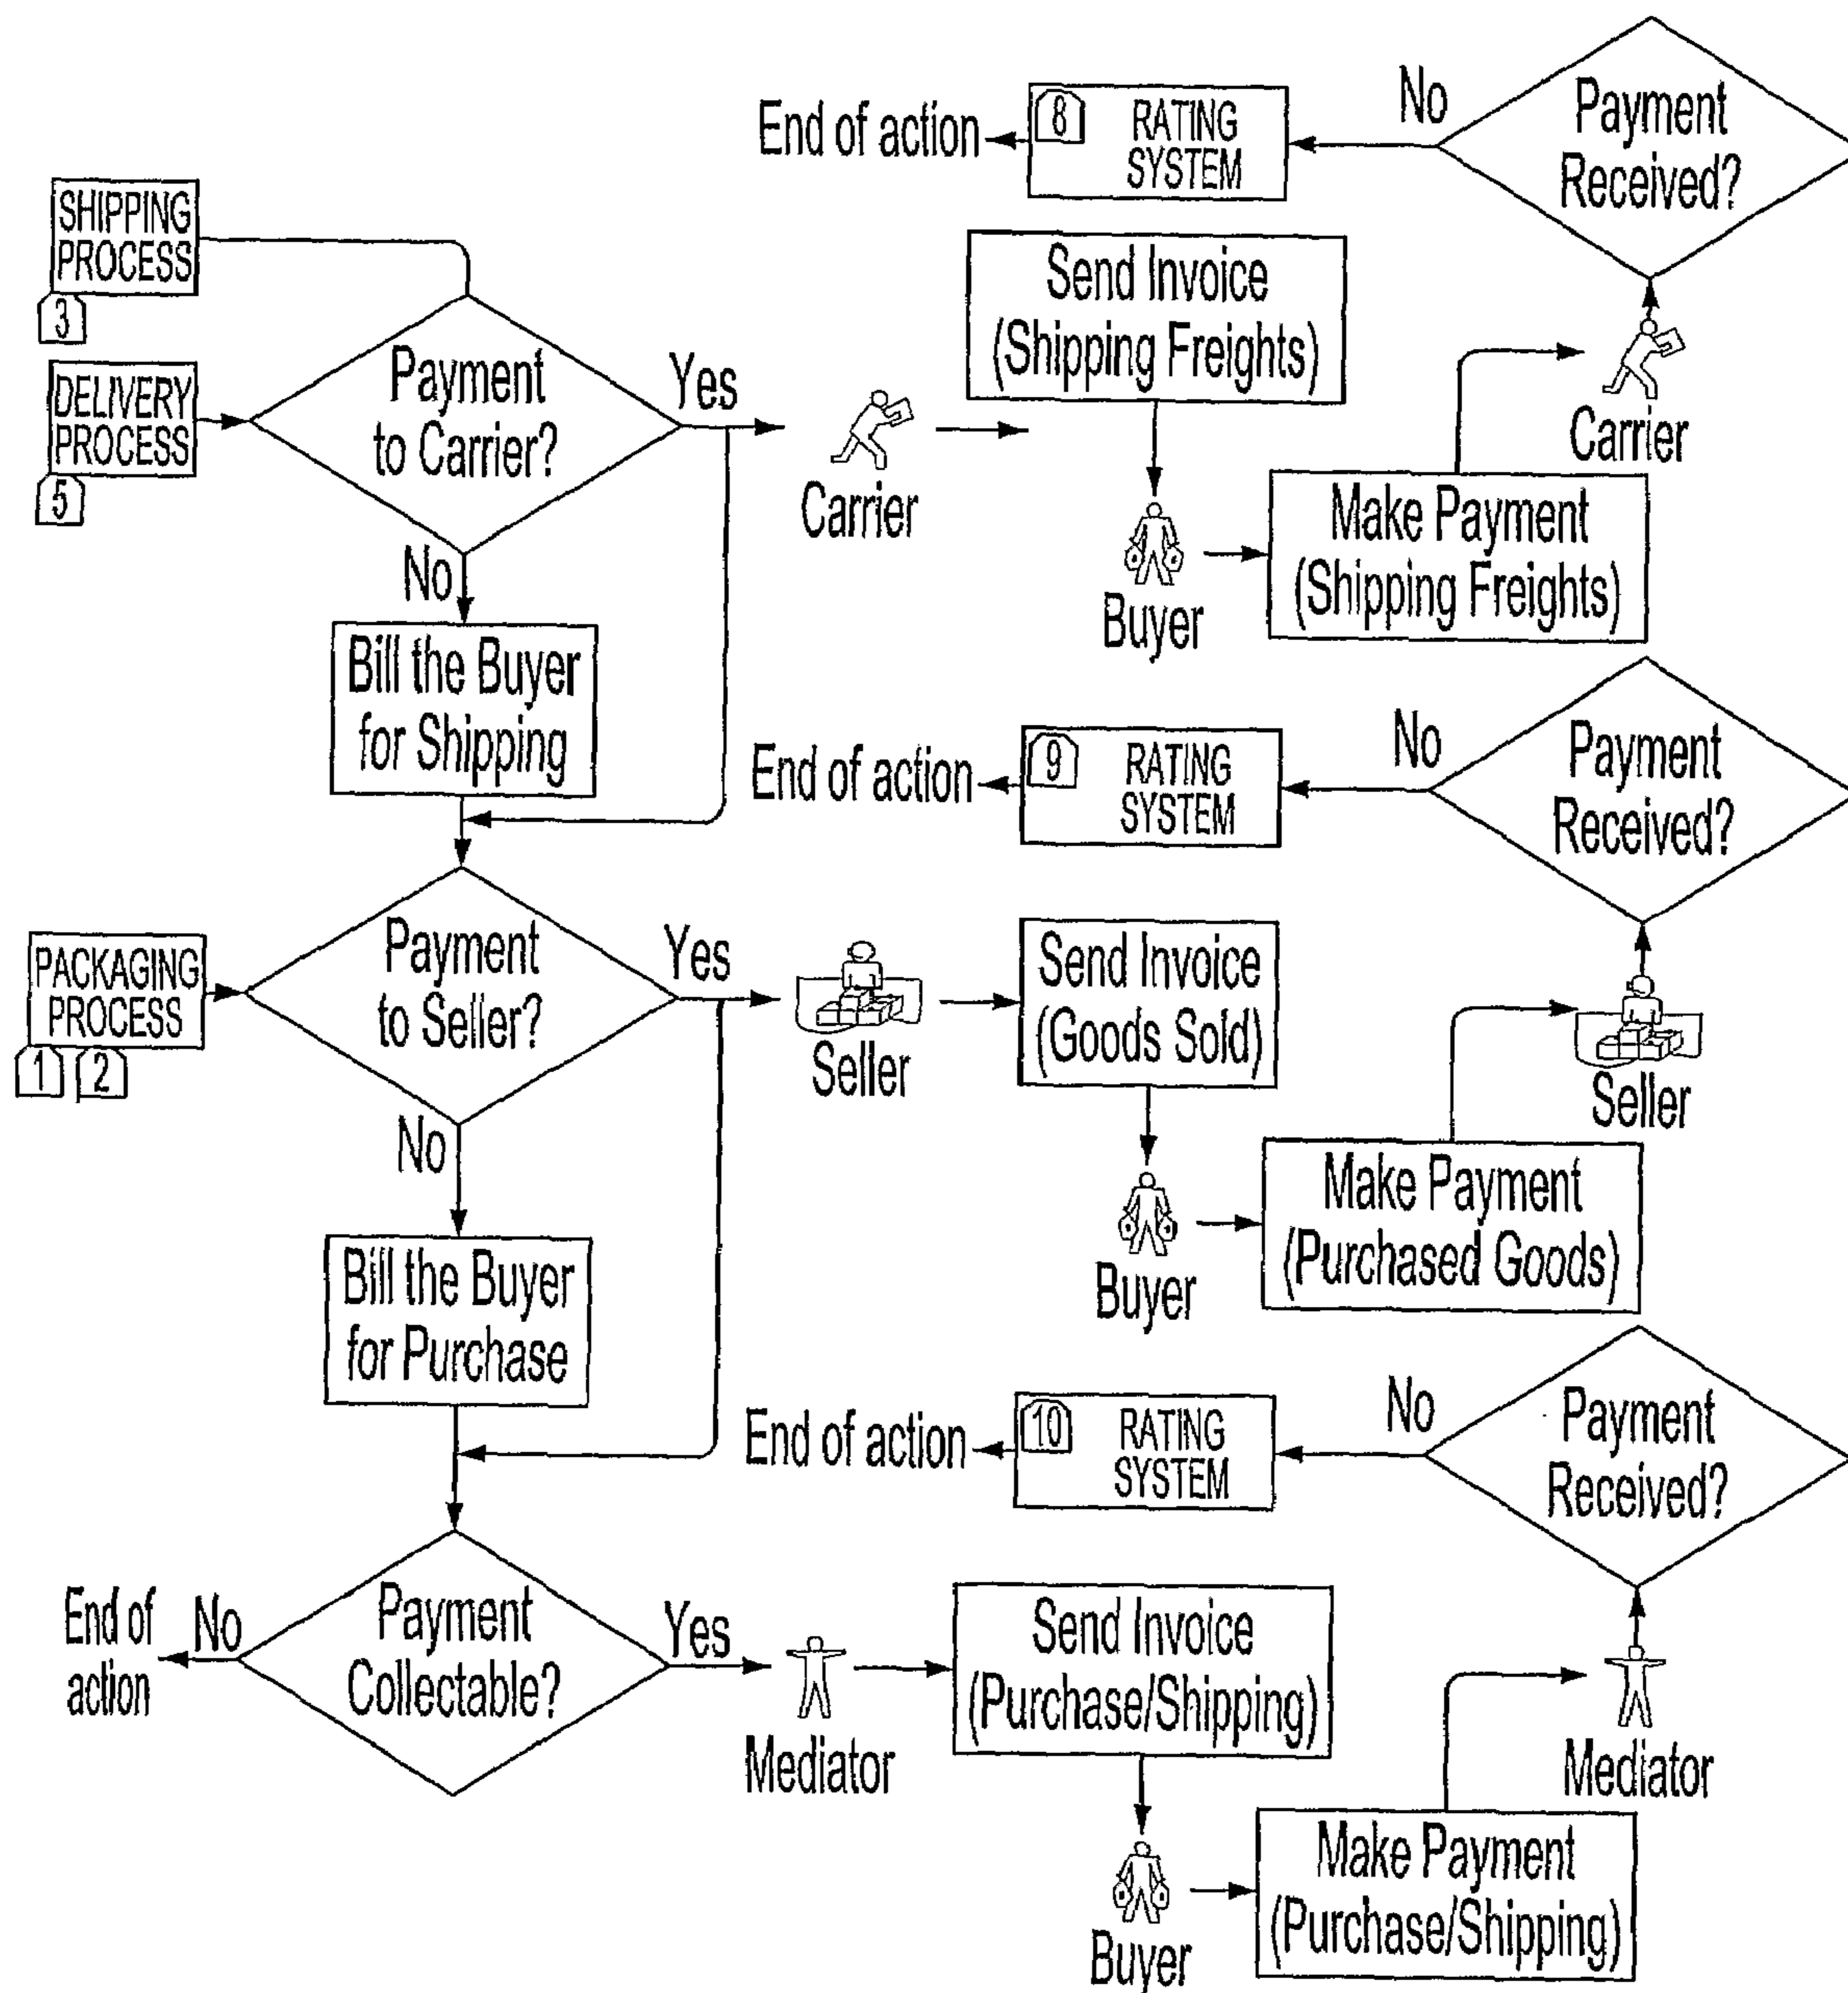 SHIPPING
PROCESS
3
DELIVERY
PROCESS
5
Payment
to Carrier?
Yes
No
Carrier
Send Invoice
(Shipping Freights)
Buyer
Make Payment
(Shipping Freights)
Carrier
Payment
Received?
No
8
RATING
SYSTEM
End of action
Bill the Buyer
for Shipping
PACKAGING
PROCESS
1
2
Payment
to Seller?
Yes
No
Seller
Send Invoice
(Goods Sold)
Buyer
Make Payment
(Purchased Goods)
Seller
Payment
Received?
No
9
RATING
SYSTEM
End of action
Bill the Buyer
for Purchase
Payment
Collectable?
No
End of
action
Yes
Mediator
Send Invoice
(Purchase/Shipping)
Buyer
Make Payment
(Purchase/Shipping)
Mediator
Payment
Received?
No
10
RATING
SYSTEM
End of action